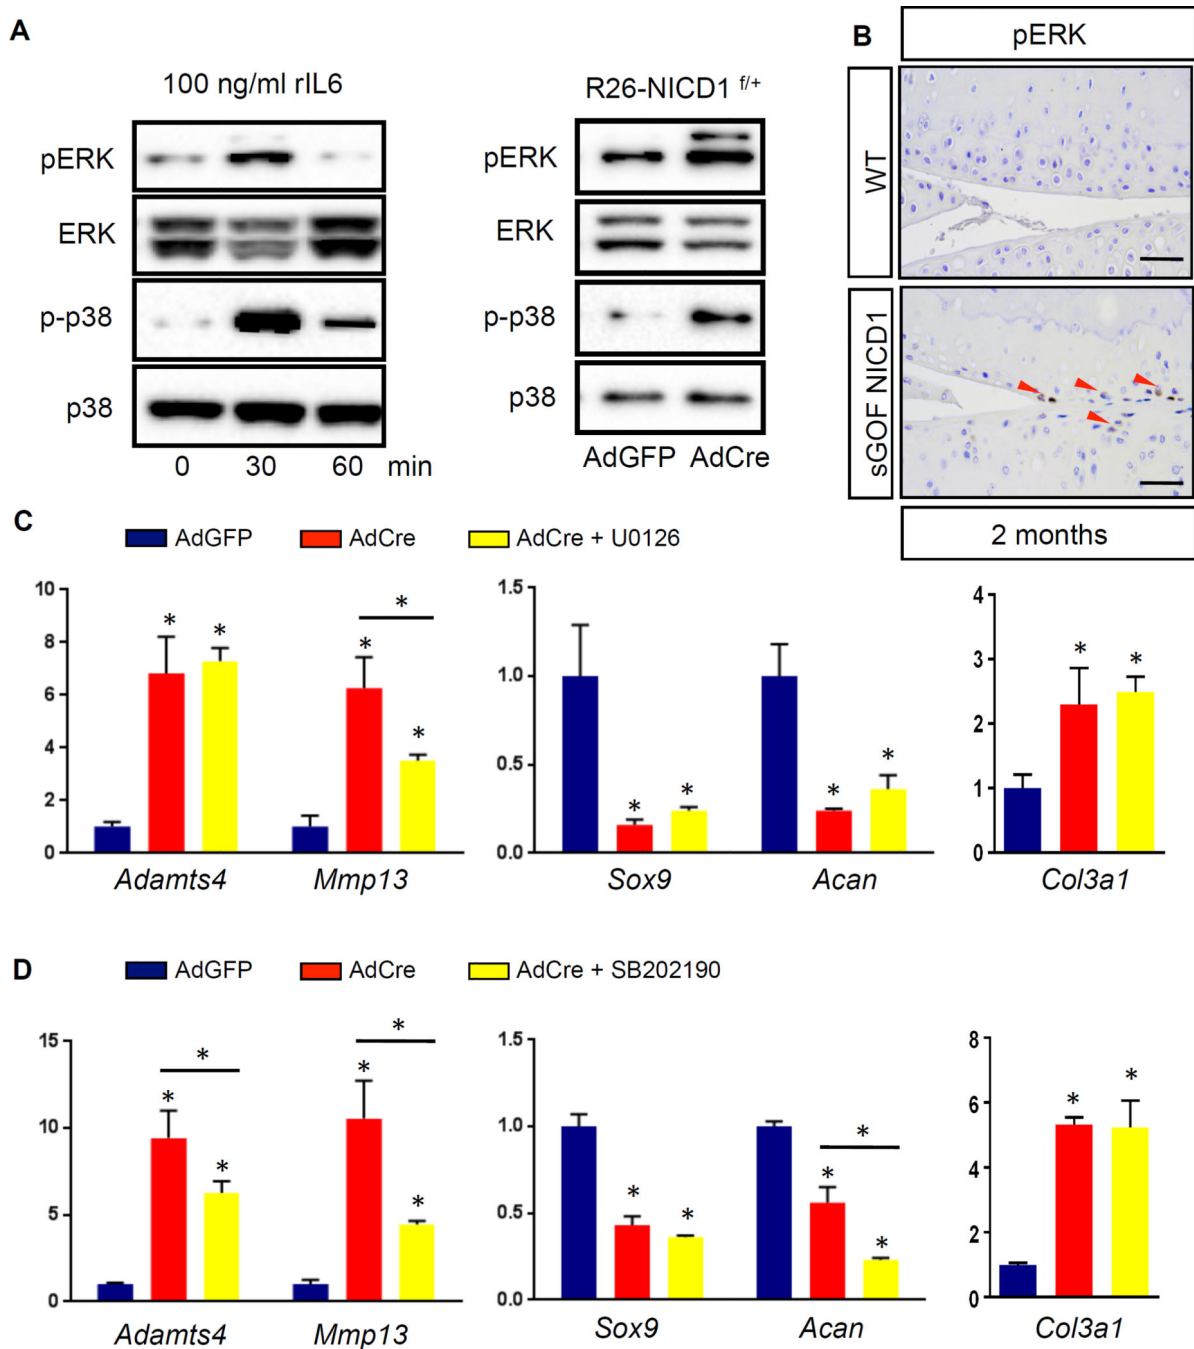 A
100 ng/ml rIL6
R26-NICD1 f/+
pERK
ERK
p-p38
p38
0 30 60 min
pERK
ERK
p-p38
p38
AdGFP AdCre
B
pERK
WT
sGOF NICD1
2 months
C
AdGFP AdCre AdCre + U0126
10
8
6
4
2
0
* * * * *
Adamts4 Mmp13
1.5
1.0
0.5
0.0
* * * *
Sox9 Acan
4
3
2
1
0
* *
Col3a1
D
AdGFP AdCre AdCre + SB202190
15
10
5
0
* * * * * *
Adamts4 Mmp13
1.5
1.0
0.5
0.0
* * * * *
Sox9 Acan
8
6
4
2
0
* *
Col3a1